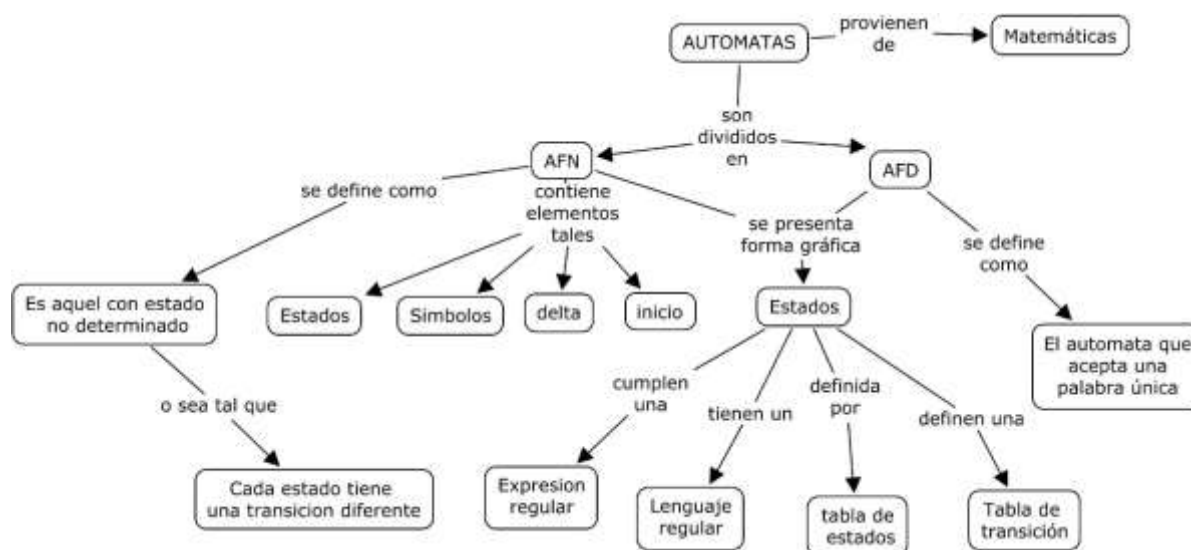 AUTOMATAS
provienen
de
Matemáticas
son
divididos
en
AFN
AFD
se define como
contiene
elementos
tales
se presenta
forma gráfica
se define
como
Es aquel con estado
no determinado
Estados
Simbolos
delta
inicio
Estados
El automata que
acepta una
palabra única
o sea tal que
cumplen
una
tienen un
definida
por
definen una
Cada estado tiene
una transicion diferente
Expresion
regular
Lenguaje
regular
tabla de
estados
Tabla de
transición